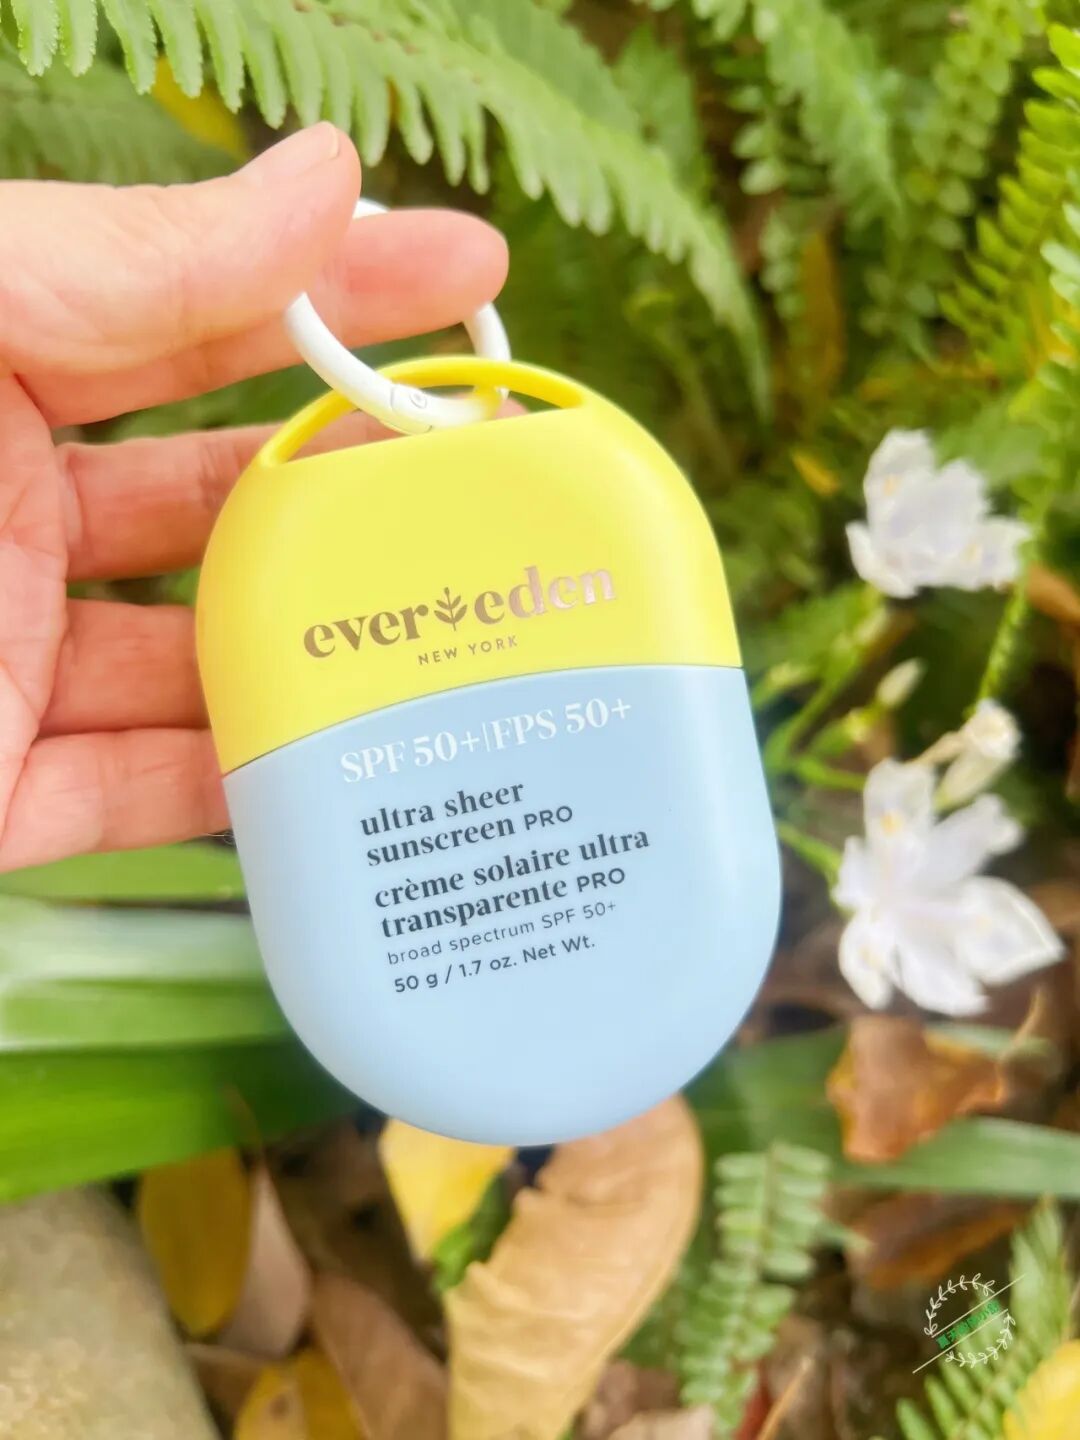 ever eden
NEW YORK
SPF 50+|FPS 50+
ultra sheer
sunscreen PRO
crème solaire ultra
transparente PRO
broad spectrum SPF 50+
50 g / 1.7 oz. Net Wt.